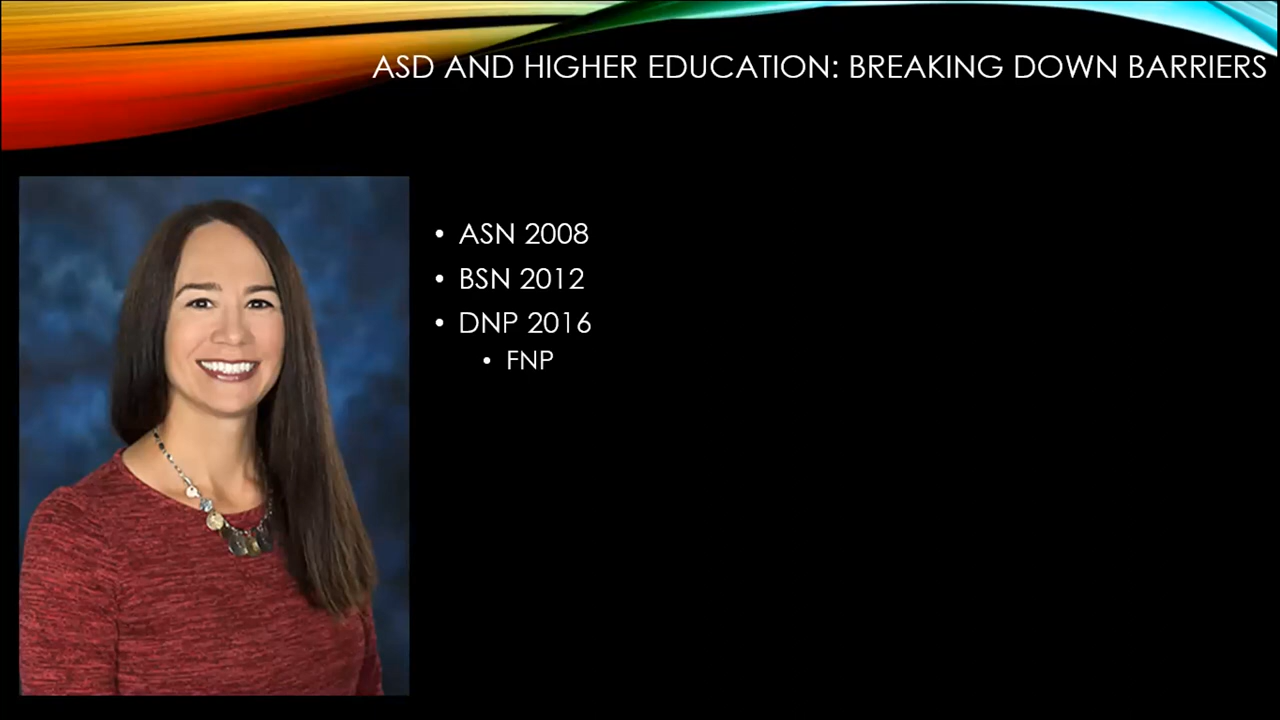 ASD AND HIGHER EDUCATION: BREAKING DOWN BARRIERS
• ASN 2008
• BSN 2012
• DNP 2016
• FNP